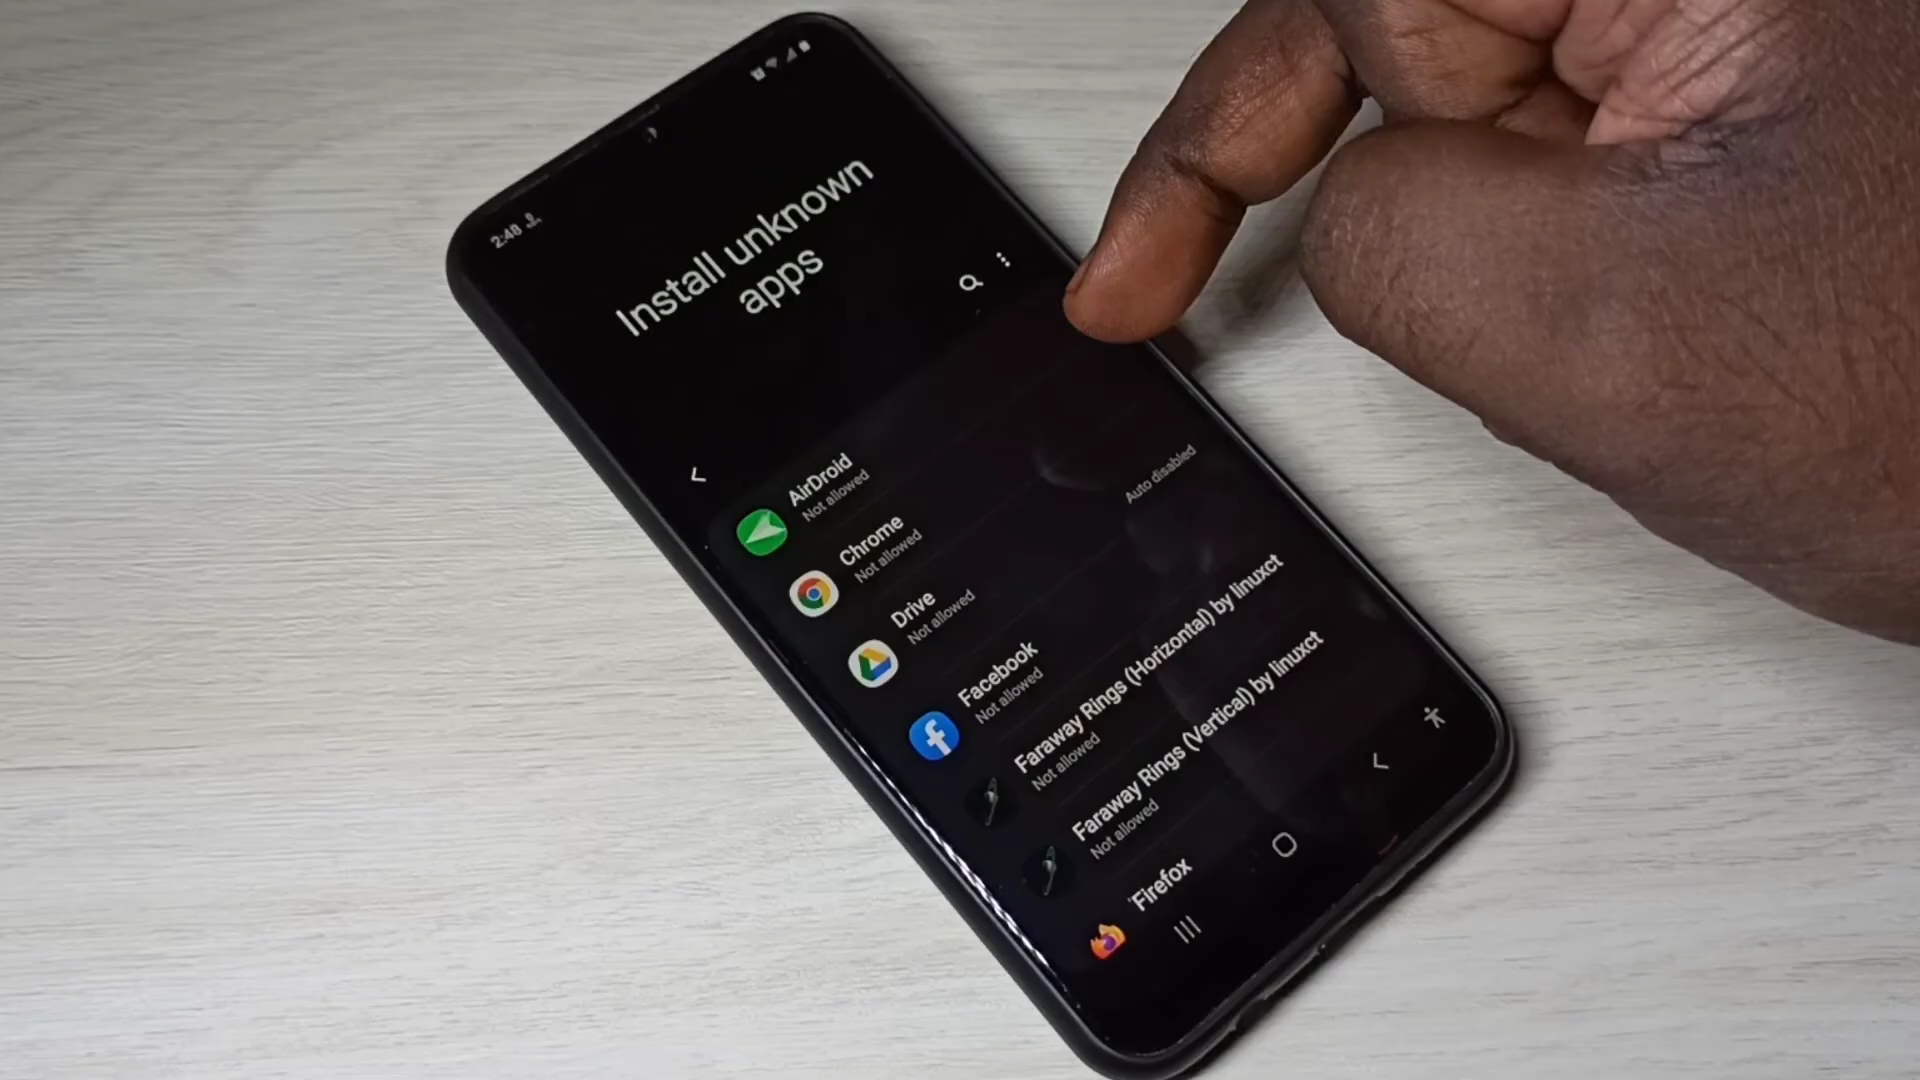 2:48
Install unknown
apps
AirDroid
Not allowed
Chrome
Not allowed
Drive
Not allowed
Auto disabled
Facebook
Not allowed
Faraway Rings (Horizontal) by linuxct
Not allowed
Faraway Rings (Vertical) by linuxct
Not allowed
Firefox